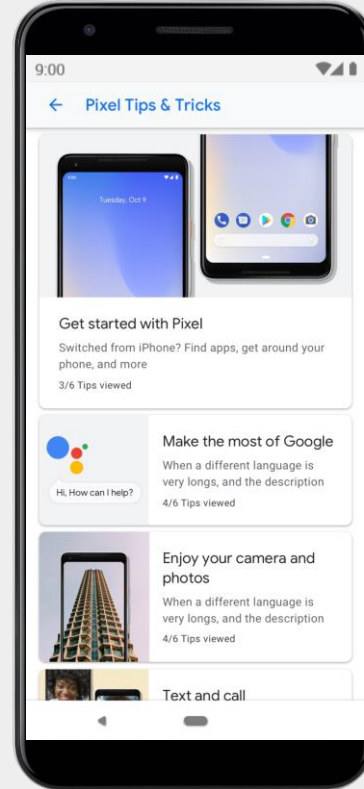 9:00
Pixel Tips & Tricks
9:00
Tuesday, Oct 9
Get started with Pixel
Switched from iPhone? Find apps, get around your
phone, and more
3/6 Tips viewed
Hi, How can I help?
Make the most of Google
When a different language is
very longs, and the description
4/6 Tips viewed
Enjoy your camera and
photos
When a different language is
very longs, and the description
4/6 Tips viewed
Text and call